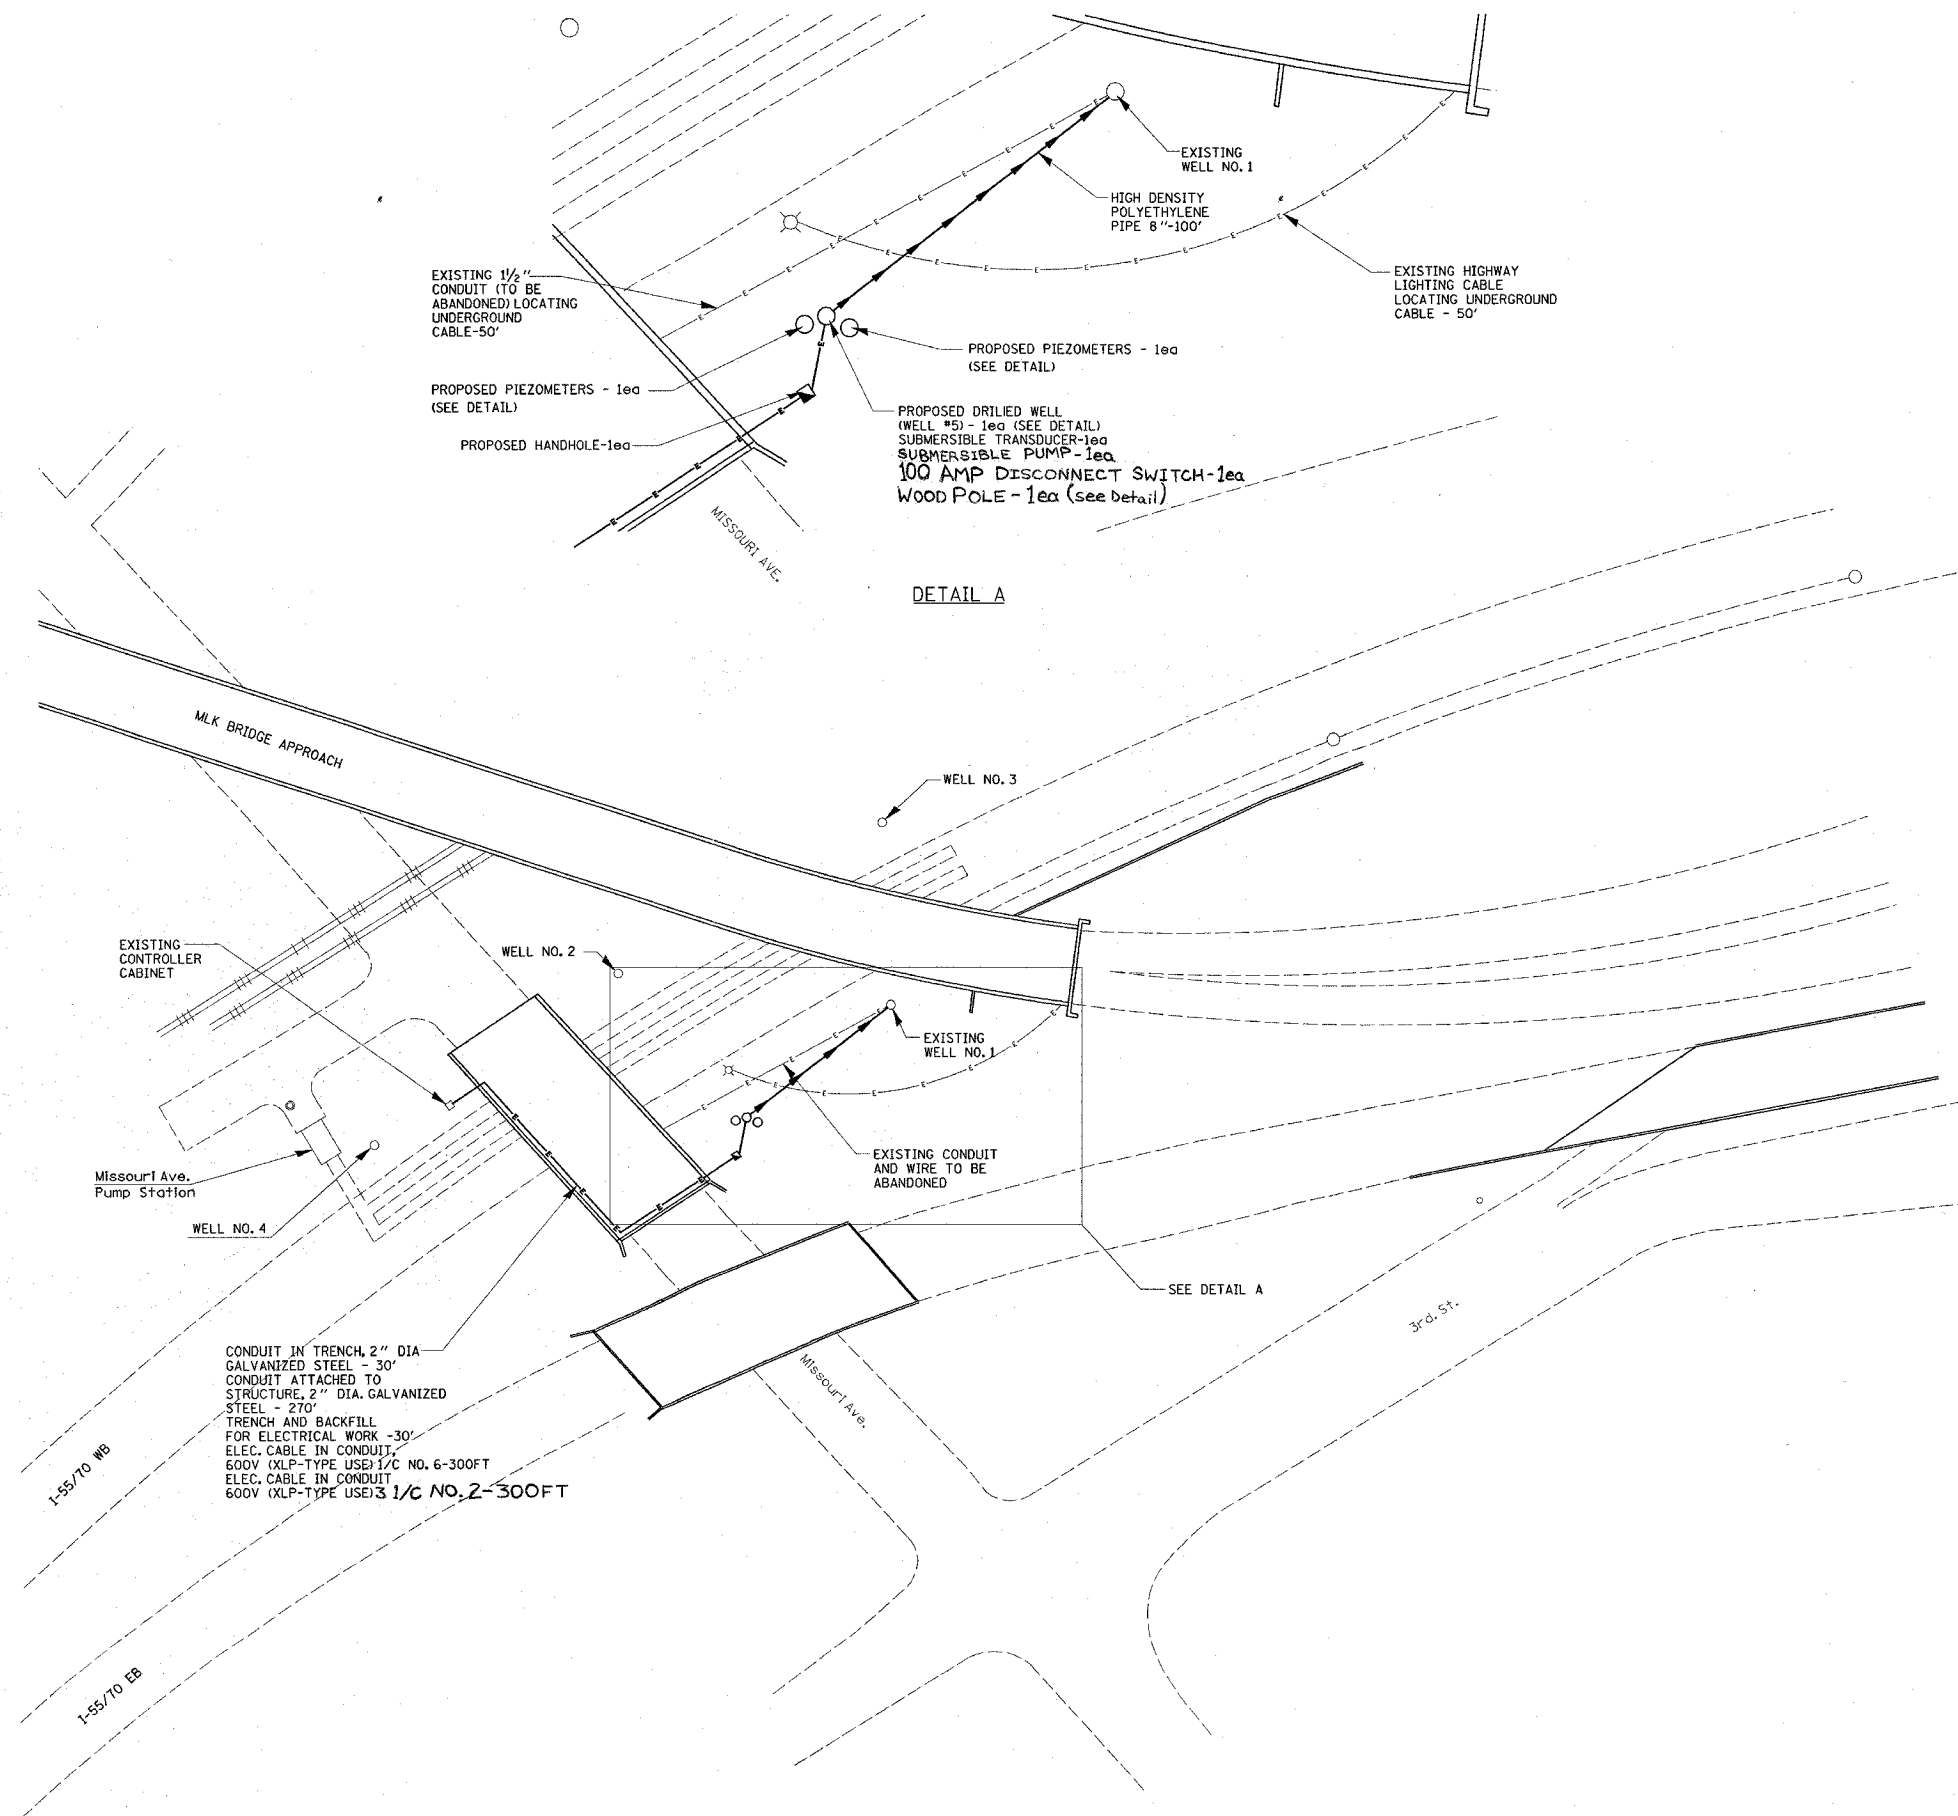 EXISTING
WELL NO. 1
HIGH DENSITY
POLYETHYLENE
PIPE 8"-100'
EXISTING 1½"
CONDUIT (TO BE
ABANDONED) LOCATING
UNDERGROUND
CABLE-50'
EXISTING HIGHWAY
LIGHTING CABLE
LOCATING UNDERGROUND
CABLE - 50'
PROPOSED PIEZOMETERS - 1ea
(SEE DETAIL)
PROPOSED PIEZOMETERS - 1ea
(SEE DETAIL)
PROPOSED HANDHOLE-1ea
PROPOSED DRILIED WELL
(WELL #5) - 1ea (SEE DETAIL)
SUBMERSIBLE TRANSDUCER-1ea
SUBMERSIBLE PUMP-1ea
100 AMP DISCONNECT SWITCH-1ea
WOOD POLE - 1ea (see Detail)
MISSOURI AVE.
DETAIL A
MLK BRIDGE APPROACH
WELL NO. 3
EXISTING
CONTROLLER
CABINET
WELL NO. 2
EXISTING
WELL NO. 1
EXISTING CONDUIT
AND WIRE TO BE
ABANDONED
Missouri Ave.
Pump Station
WELL NO. 4
SEE DETAIL A
3rd. St.
Missouri Ave.
CONDUIT IN TRENCH, 2" DIA
GALVANIZED STEEL - 30'
CONDUIT ATTACHED TO
STRUCTURE, 2" DIA. GALVANIZED
STEEL - 270'
TRENCH AND BACKFILL
FOR ELECTRICAL WORK -30'
ELEC. CABLE IN CONDUIT,
600V (XLP-TYPE USE) 1/C NO. 6-300FT
ELEC. CABLE IN CONDUIT
600V (XLP-TYPE USE) 3 1/C NO. 2-300FT
I-55/70 WB
I-55/70 EB